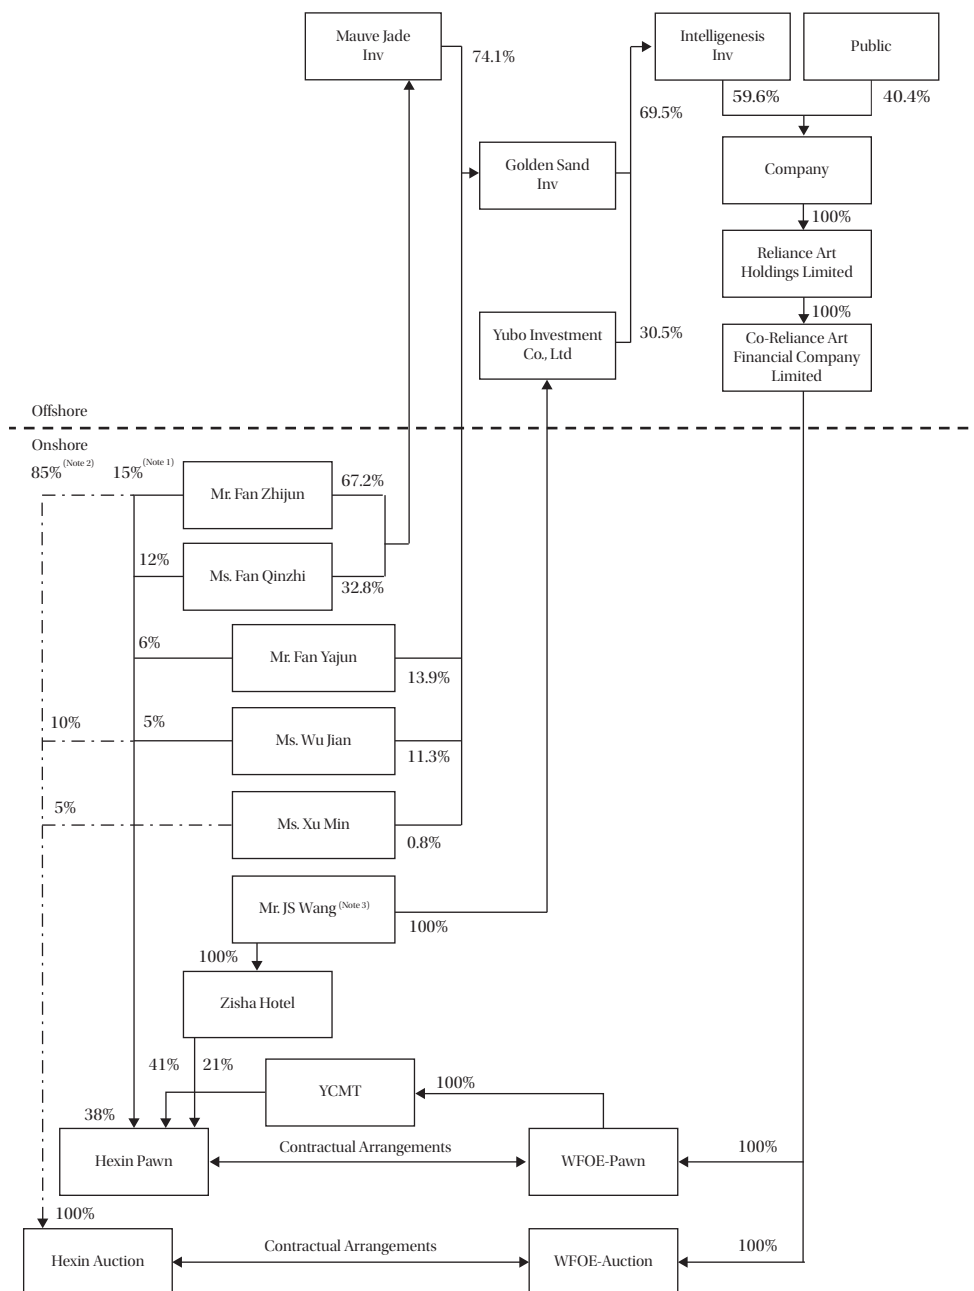 Mauve Jade
Inv
74.1%
Intelligenesis
Inv
Public
59.6%
40.4%
69.5%
Golden Sand
Inv
Company
100%
Reliance Art
Holdings Limited
100%
Yubo Investment
Co., Ltd
30.5%
Co-Reliance Art
Financial Company
Limited
Offshore
Onshore
85% (Note 2)
15% (Note 1)
Mr. Fan Zhijun
67.2%
12%
Ms. Fan Qinzhi
32.8%
6%
Mr. Fan Yajun
13.9%
10%
5%
Ms. Wu Jian
11.3%
5%
Ms. Xu Min
0.8%
Mr. JS Wang (Note 3)
100%
100%
Zisha Hotel
41%
21%
YCMT
100%
38%
Hexin Pawn
Contractual Arrangements
WFOE-Pawn
100%
100%
Hexin Auction
Contractual Arrangements
WFOE-Auction
100%